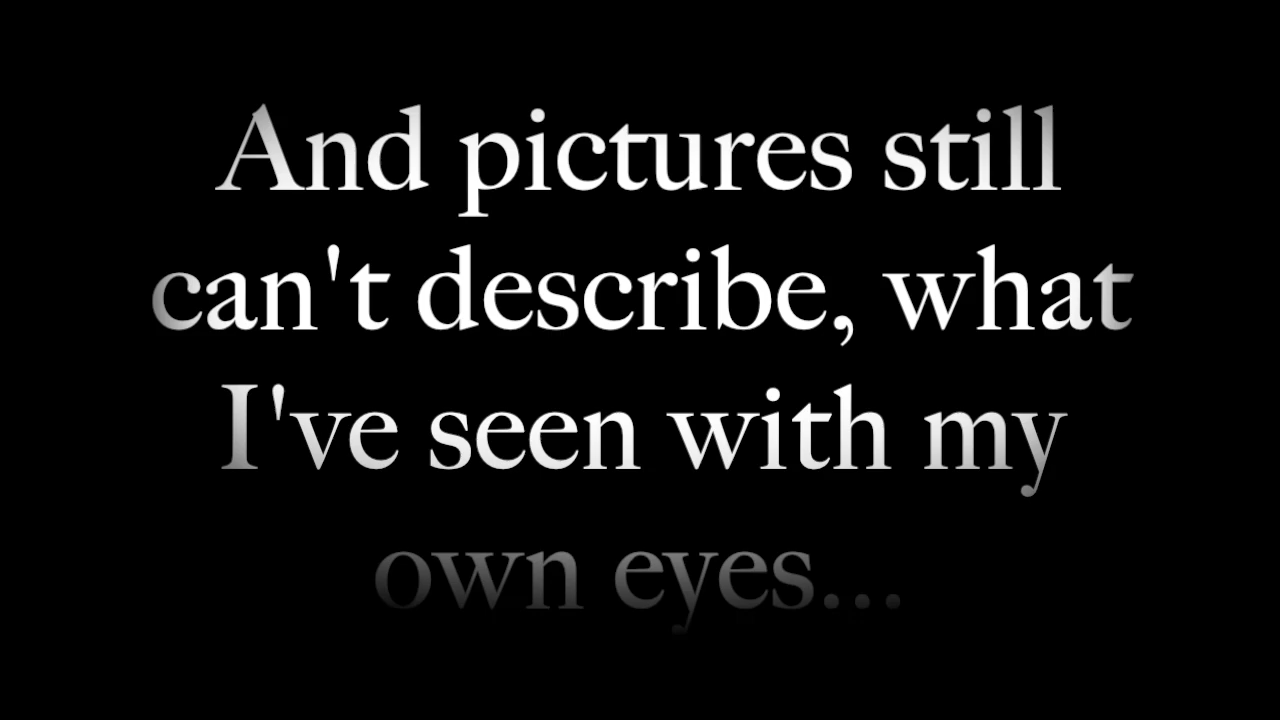 And pictures still
can't describe, what
I've seen with my
own eyes...